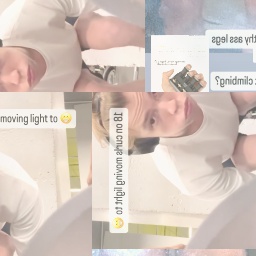 thy ass legs
climbing?
moving light to 😂
18 on curls moving light to 😂